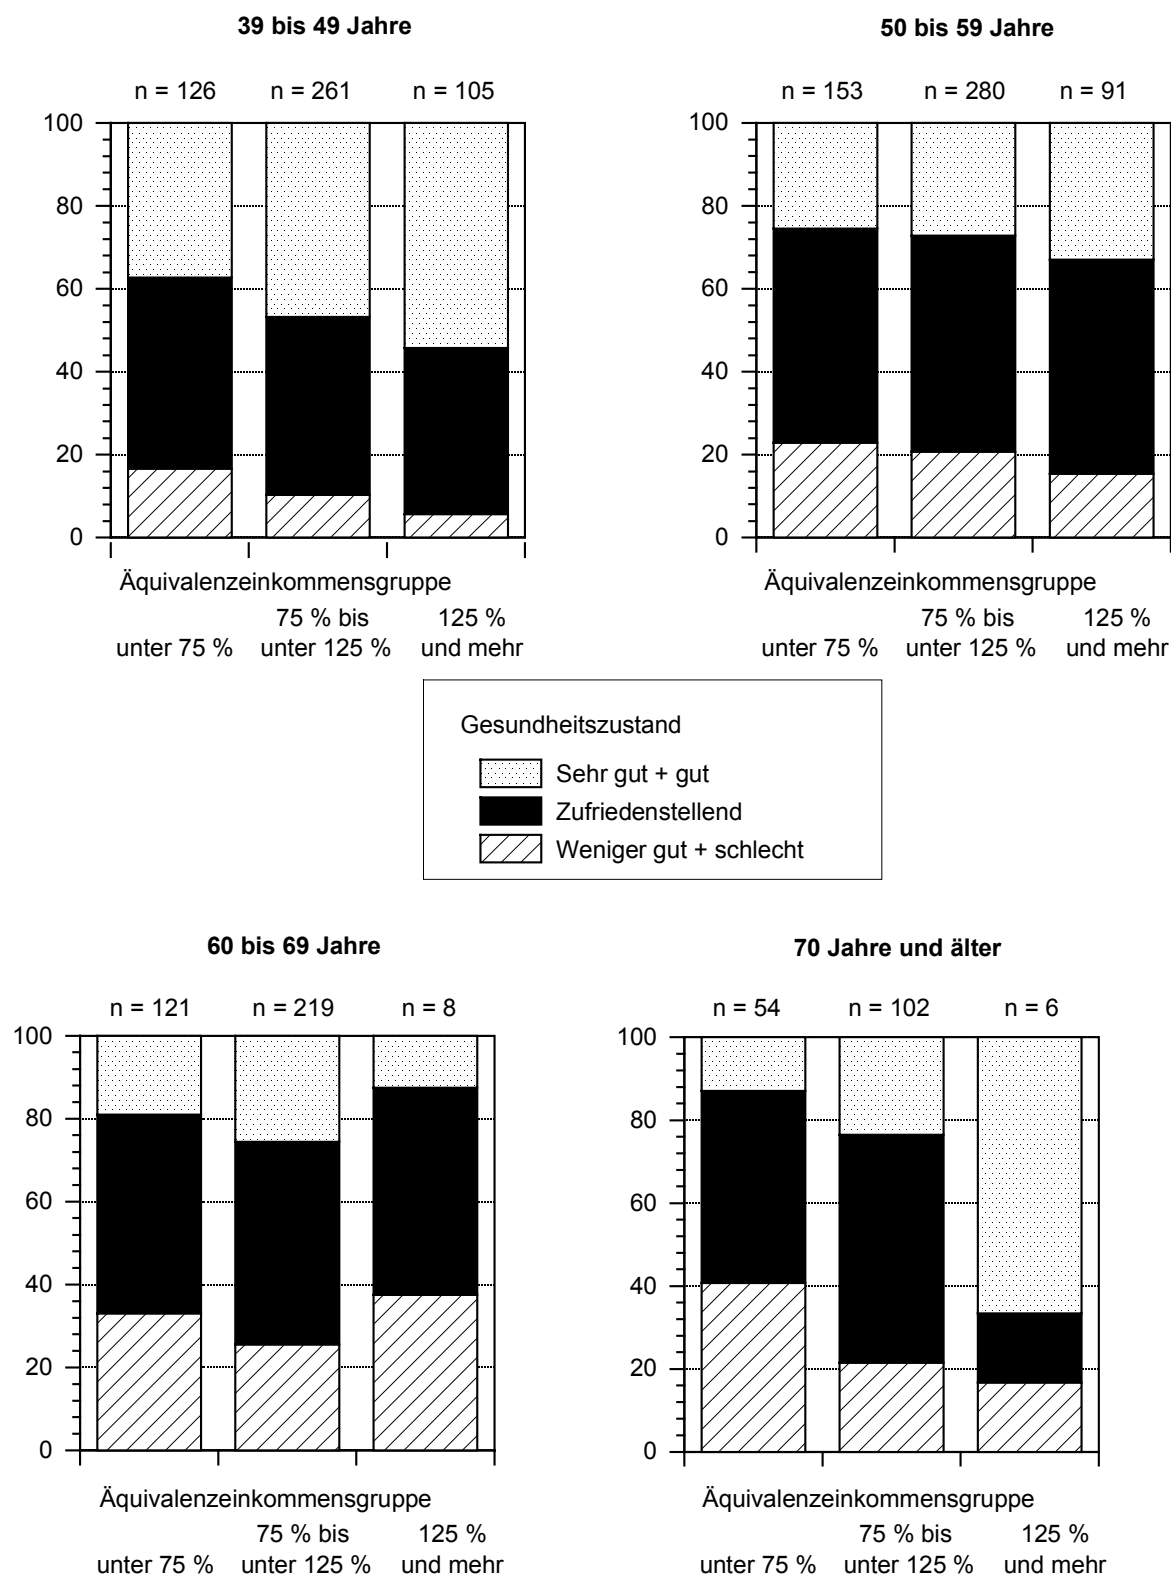 39 bis 49 Jahre
n = 126 n = 261 n = 105
100
80
60
40
20
0
Äquivalenzeinkommensgruppe
75 % bis 125 %
unter 75 % unter 125 % und mehr
50 bis 59 Jahre
n = 153 n = 280 n = 91
100
80
60
40
20
0
Äquivalenzeinkommensgruppe
75 % bis 125 %
unter 75 % unter 125 % und mehr
Gesundheitszustand
Sehr gut + gut
Zufriedenstellend
Weniger gut + schlecht
60 bis 69 Jahre
n = 121 n = 219 n = 8
100
80
60
40
20
0
Äquivalenzeinkommensgruppe
75 % bis 125 %
unter 75 % unter 125 % und mehr
70 Jahre und älter
n = 54 n = 102 n = 6
100
80
60
40
20
0
Äquivalenzeinkommensgruppe
75 % bis 125 %
unter 75 % unter 125 % und mehr